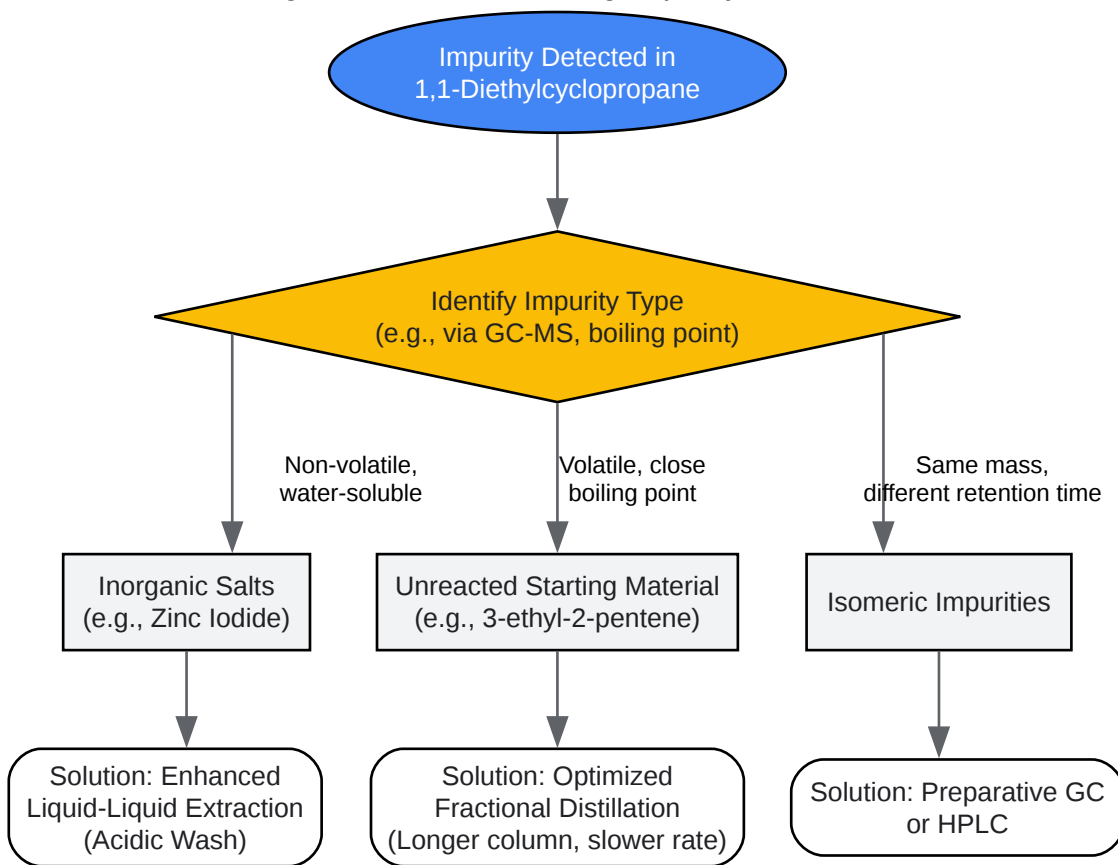 Impurity Detected in
1,1-Diethylcyclopropane
Identify Impurity Type
(e.g., via GC-MS, boiling point)
Non-volatile,
water-soluble
Volatile, close
boiling point
Same mass,
different retention time
Inorganic Salts
(e.g., Zinc Iodide)
Unreacted Starting Material
(e.g., 3-ethyl-2-pentene)
Isomeric Impurities
Solution: Enhanced
Liquid-Liquid Extraction
(Acidic Wash)
Solution: Optimized
Fractional Distillation
(Longer column, slower rate)
Solution: Preparative GC
or HPLC